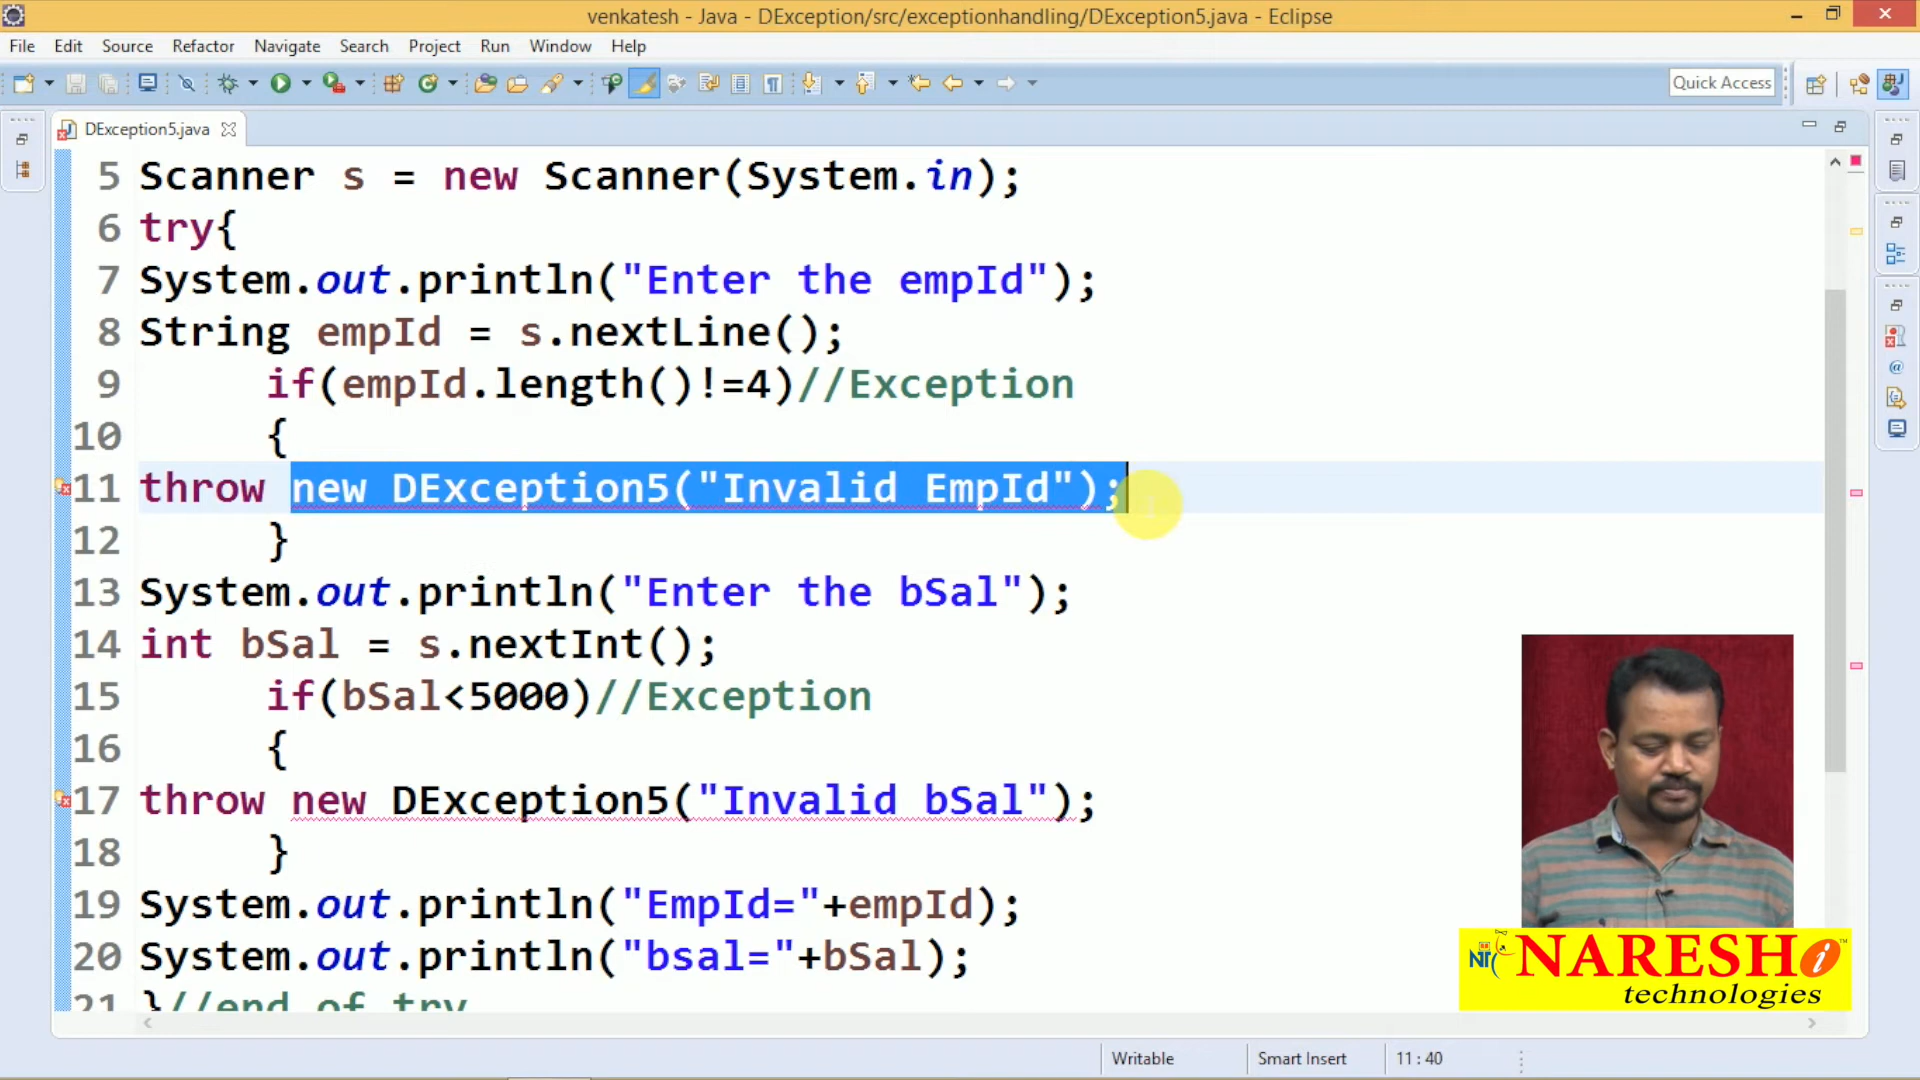 venkatesh - Java - DException/src/exceptionhandling/DException5.java - Eclipse
File Edit Source Refactor Navigate Search Project Run Window Help
Quick Access
DException5.java
5 Scanner s = new Scanner(System.in);
6 try{
7 System.out.println("Enter the empId");
8 String empId = s.nextLine();
9 if(empId.length()!=4)//Exception
10 {
11 throw new DException5("Invalid EmpId");
12 }
13 System.out.println("Enter the bSal");
14 int bSal = s.nextInt();
15 if(bSal<5000)//Exception
16 {
17 throw new DException5("Invalid bSal");
18 }
19 System.out.println("EmpId="+empId);
20 System.out.println("bsal="+bSal);
21 }//end of try
NARESH i
technologies
Writable Smart Insert 11 : 40